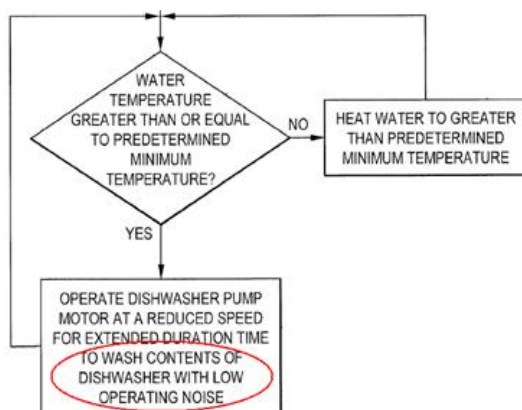 WATER
TEMPERATURE
GREATER THAN OR EQUAL
TO PREDETERMINED
MINIMUM
TEMPERATURE?
NO
HEAT WATER TO GREATER
THAN PREDETERMINED
MINIMUM TEMPERATURE
YES
OPERATE DISHWASHER PUMP
MOTOR AT A REDUCED SPEED
FOR EXTENDED DURATION TIME
TO WASH CONTENTS OF
DISHWASHER WITH LOW
OPERATING NOISE